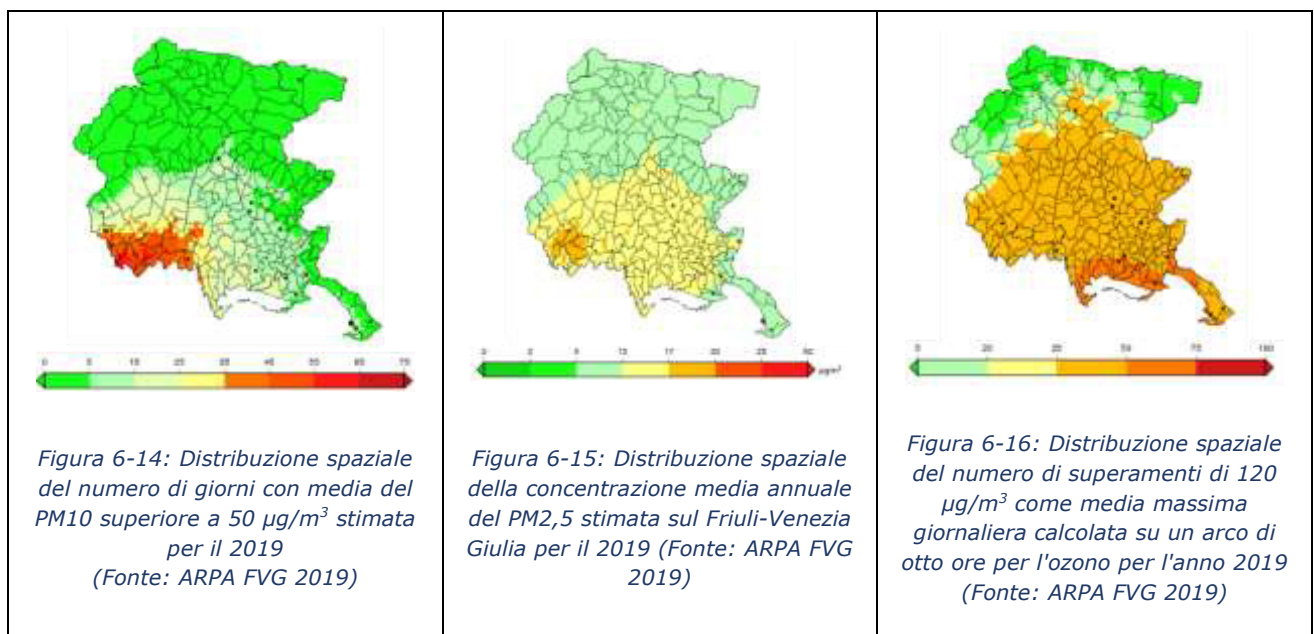 Figura 6-14: Distribuzione spaziale
del numero di giorni con media del
PM10 superiore a 50 µg/m³ stimata
per il 2019
(Fonte: ARPA FVG 2019)
µg/m³
Figura 6-15: Distribuzione spaziale
della concentrazione media annuale
del PM2,5 stimata sul Friuli-Venezia
Giulia per il 2019 (Fonte: ARPA FVG
2019)
Figura 6-16: Distribuzione spaziale
del numero di superamenti di 120
µg/m³ come media massima
giornaliera calcolata su un arco di
otto ore per l'ozono per l'anno 2019
(Fonte: ARPA FVG 2019)